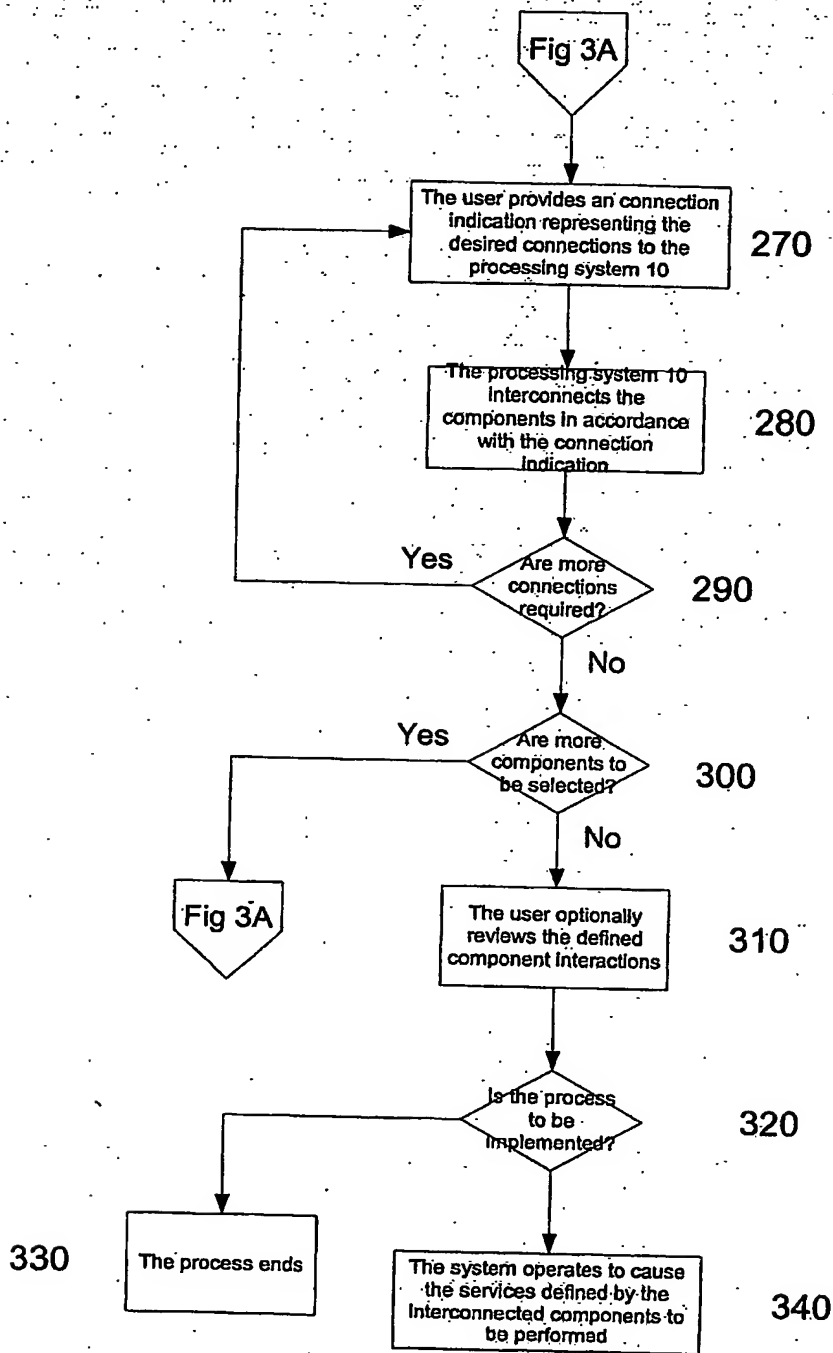 Fig 3A
The user provides an connection
indication representing the
desired connections to the
processing system 10
270
The processing system 10
interconnects the
components in accordance
with the connection
indication
280
Yes
Are more
connections
required?
290
No
Yes
Are more
components to
be selected?
300
No
Fig 3A
The user optionally
reviews the defined
component interactions
310
Is the process
to be
implemented?
320
330
The process ends
The system operates to cause
the services defined by the
interconnected components to
be performed
340